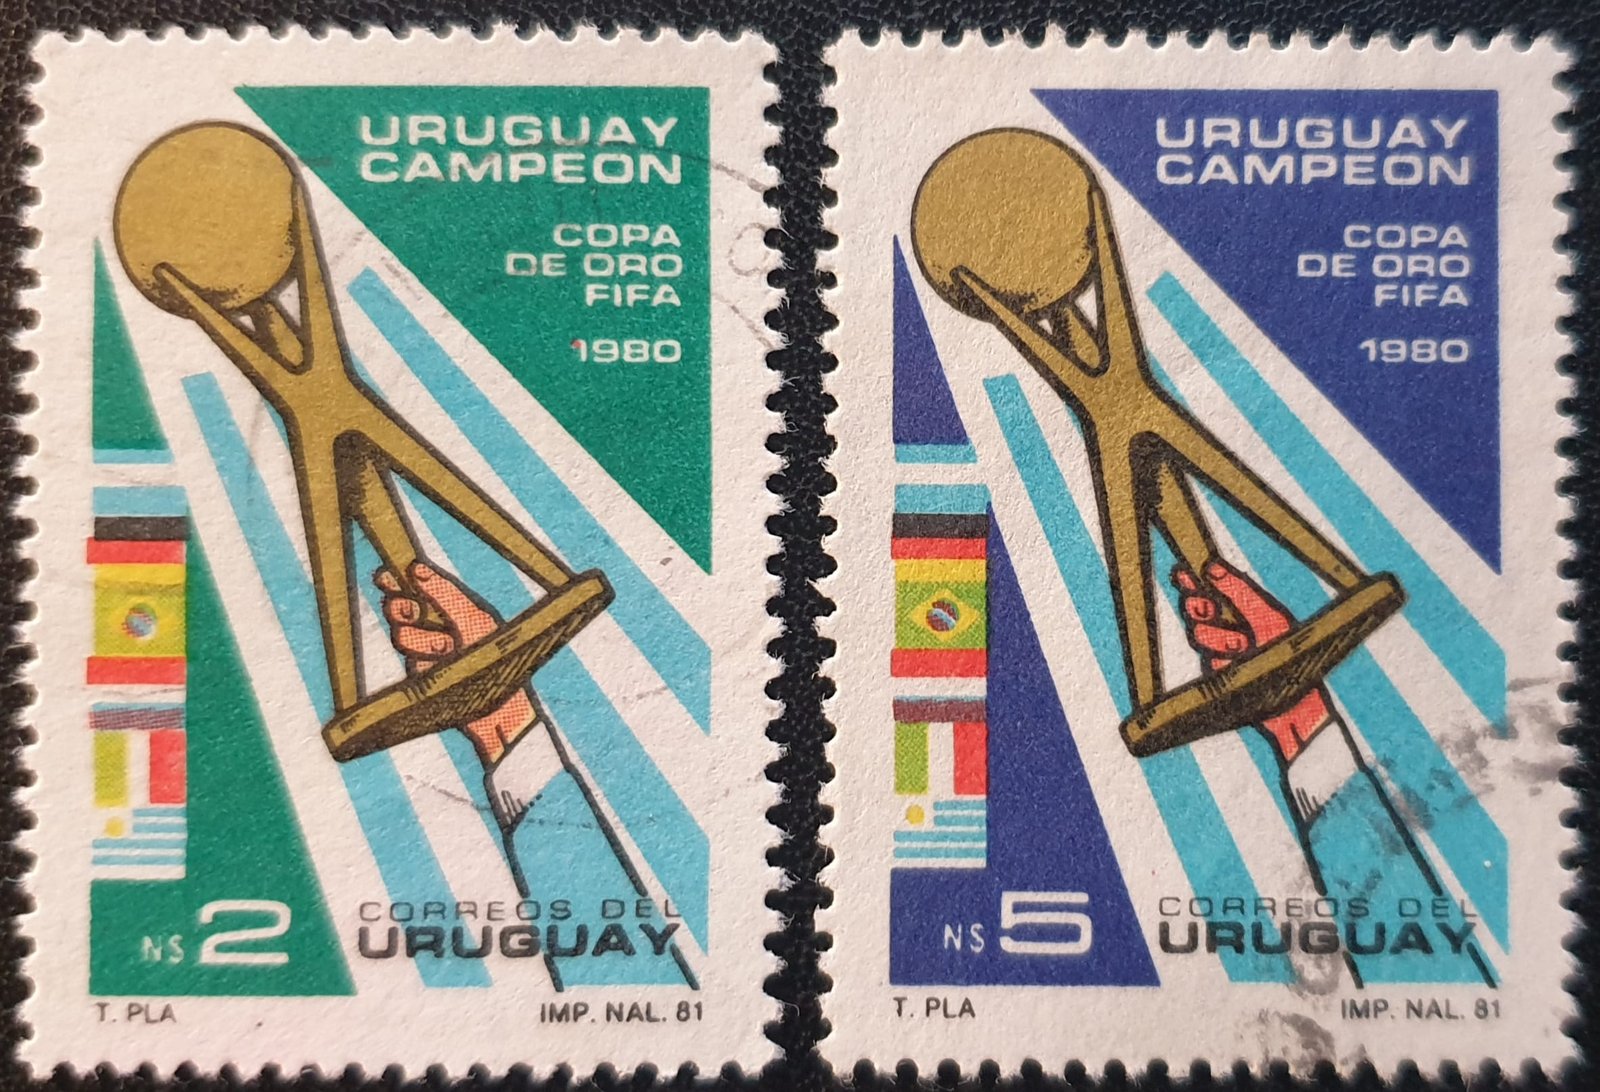 URUGUAY
CAMPEON
COPA
DE ORO
FIFA
1980
N$ 2
CORREOS DEL
URUGUAY
T. PLA
IMP. NAL. 81
URUGUAY
CAMPEON
COPA
DE ORO
FIFA
1980
N$ 5
CORREOS DEL
URUGUAY
T. PLA
IMP. NAL. 81